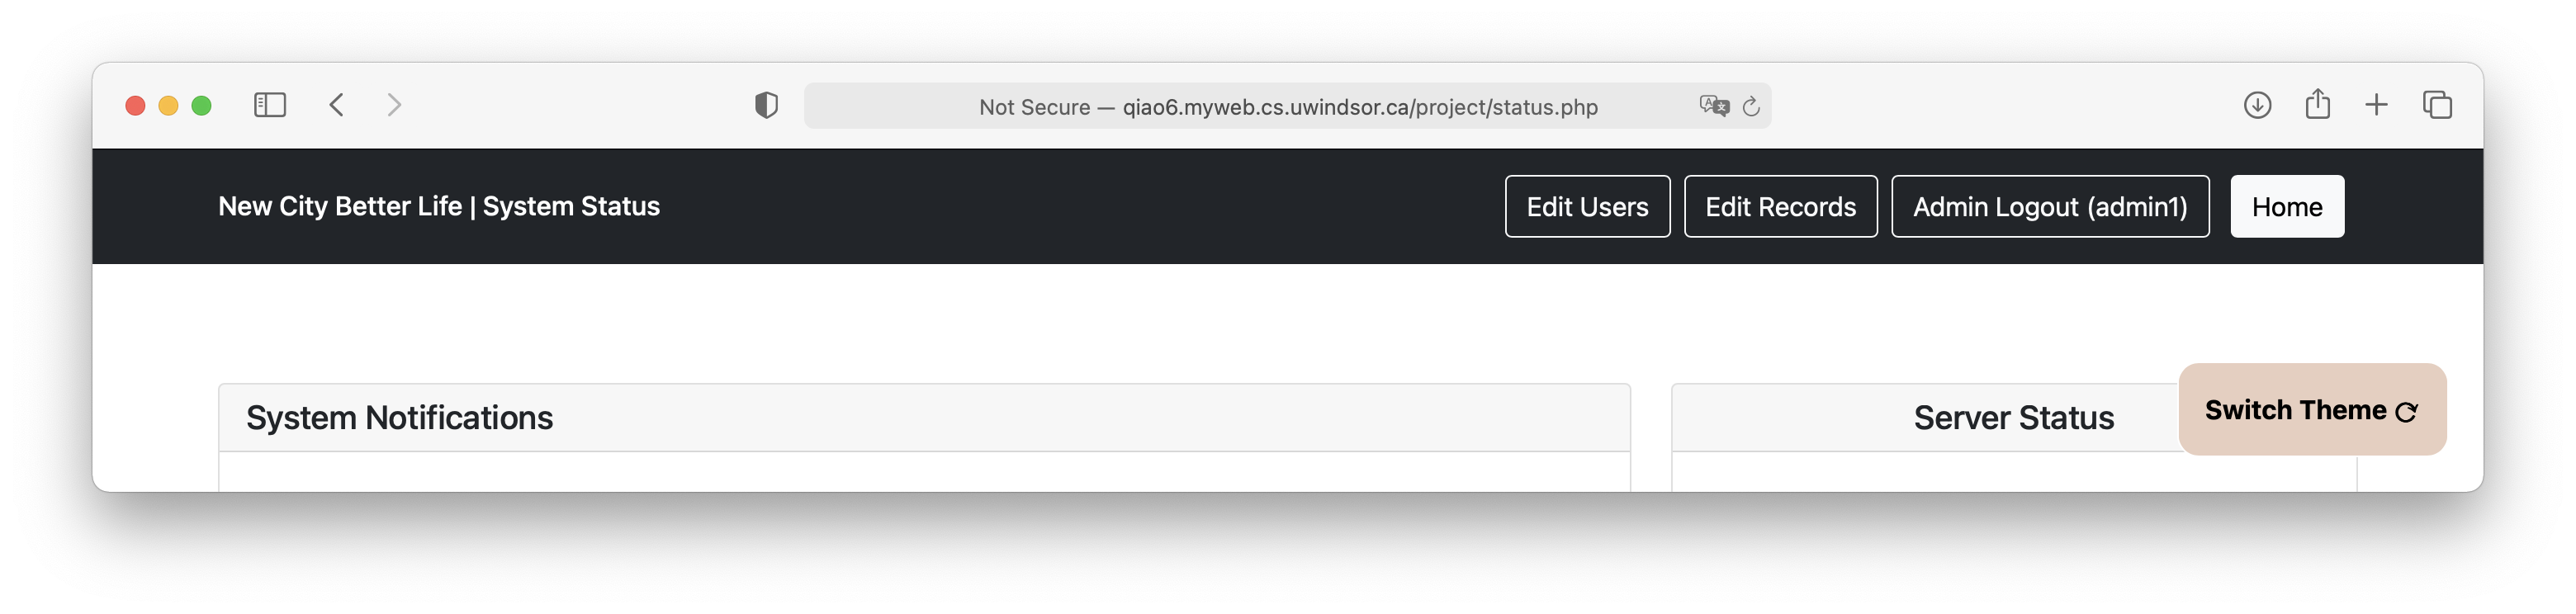 Not Secure — qiao6.myweb.cs.uwindsor.ca/project/status.php
New City Better Life | System Status
Edit Users
Edit Records
Admin Logout (admin1)
Home
System Notifications
Server Status
Switch Theme